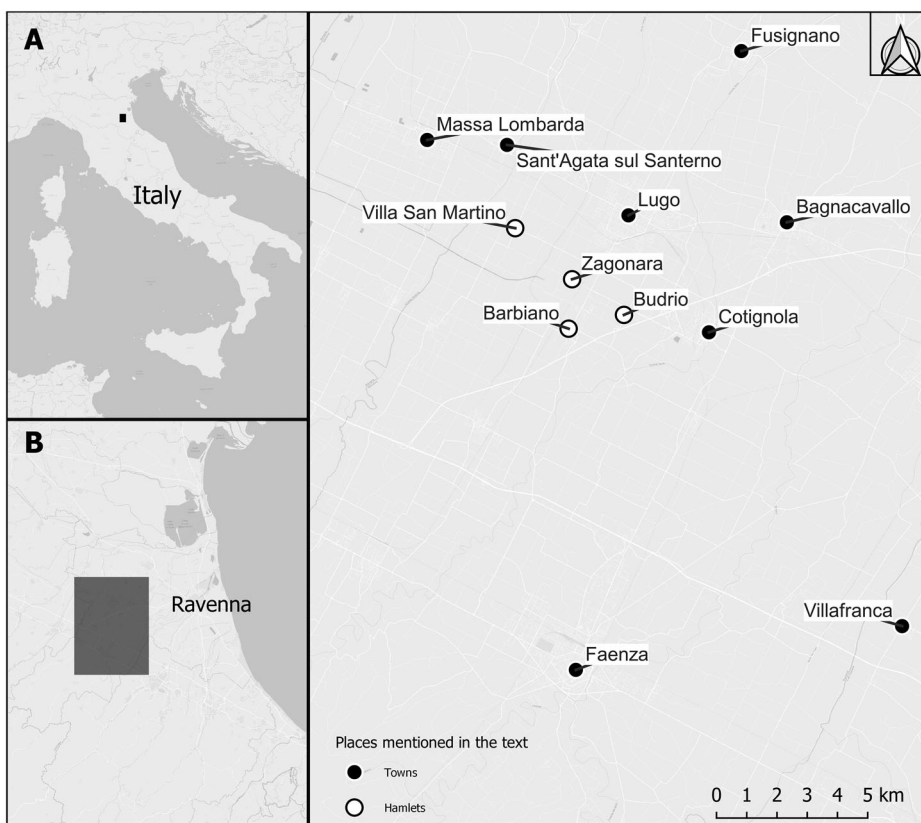 A
Italy
B
Ravenna
Fusignano
Massa Lombarda
Sant'Agata sul Santerno
Lugo
Bagnacavallo
Villa San Martino
Zagonara
Budrio
Barbiano
Cotignola
Villafranca
Faenza
Places mentioned in the text
Towns
Hamlets
0 1 2 3 4 5 km